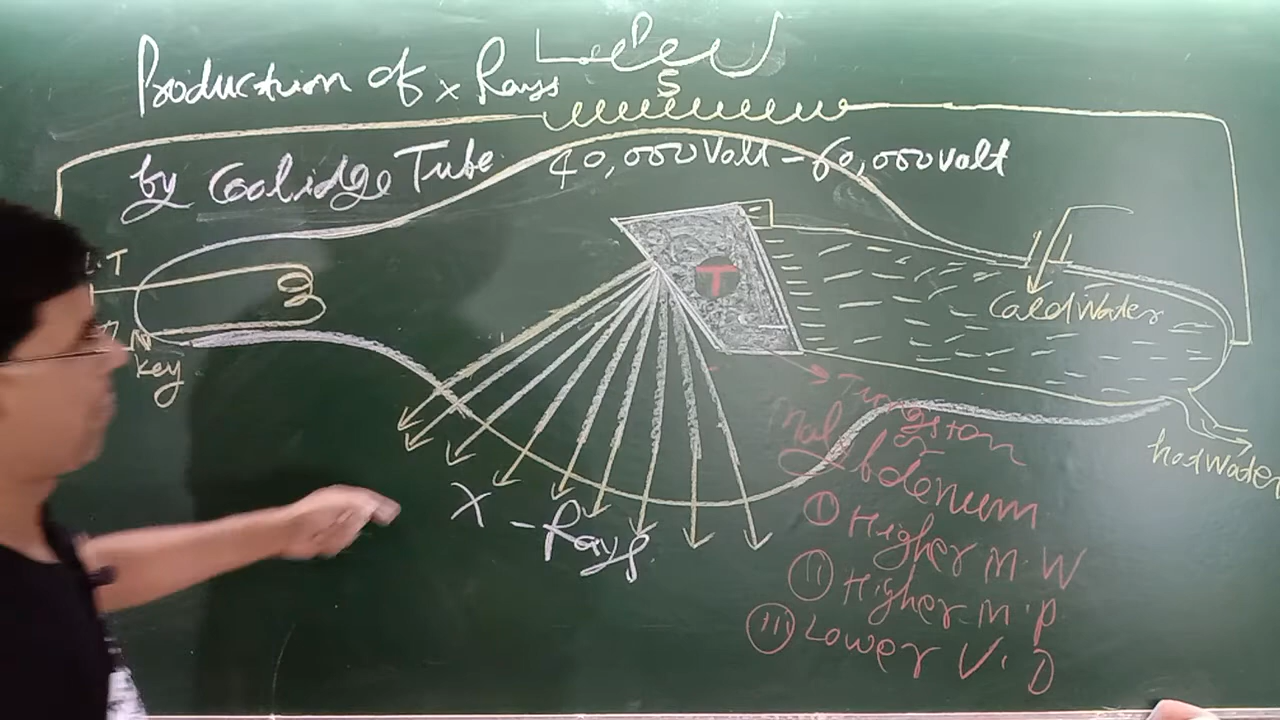 Production of x Rays
P
S
by Coolidge Tube
40,000 Volt - 60,000 volt
L.T
T
Key
Cold Water
hot Water
X - Rays
Tungston
or
Molybdenum
I Higher M.W
II Higher M.P
III Lower V.D